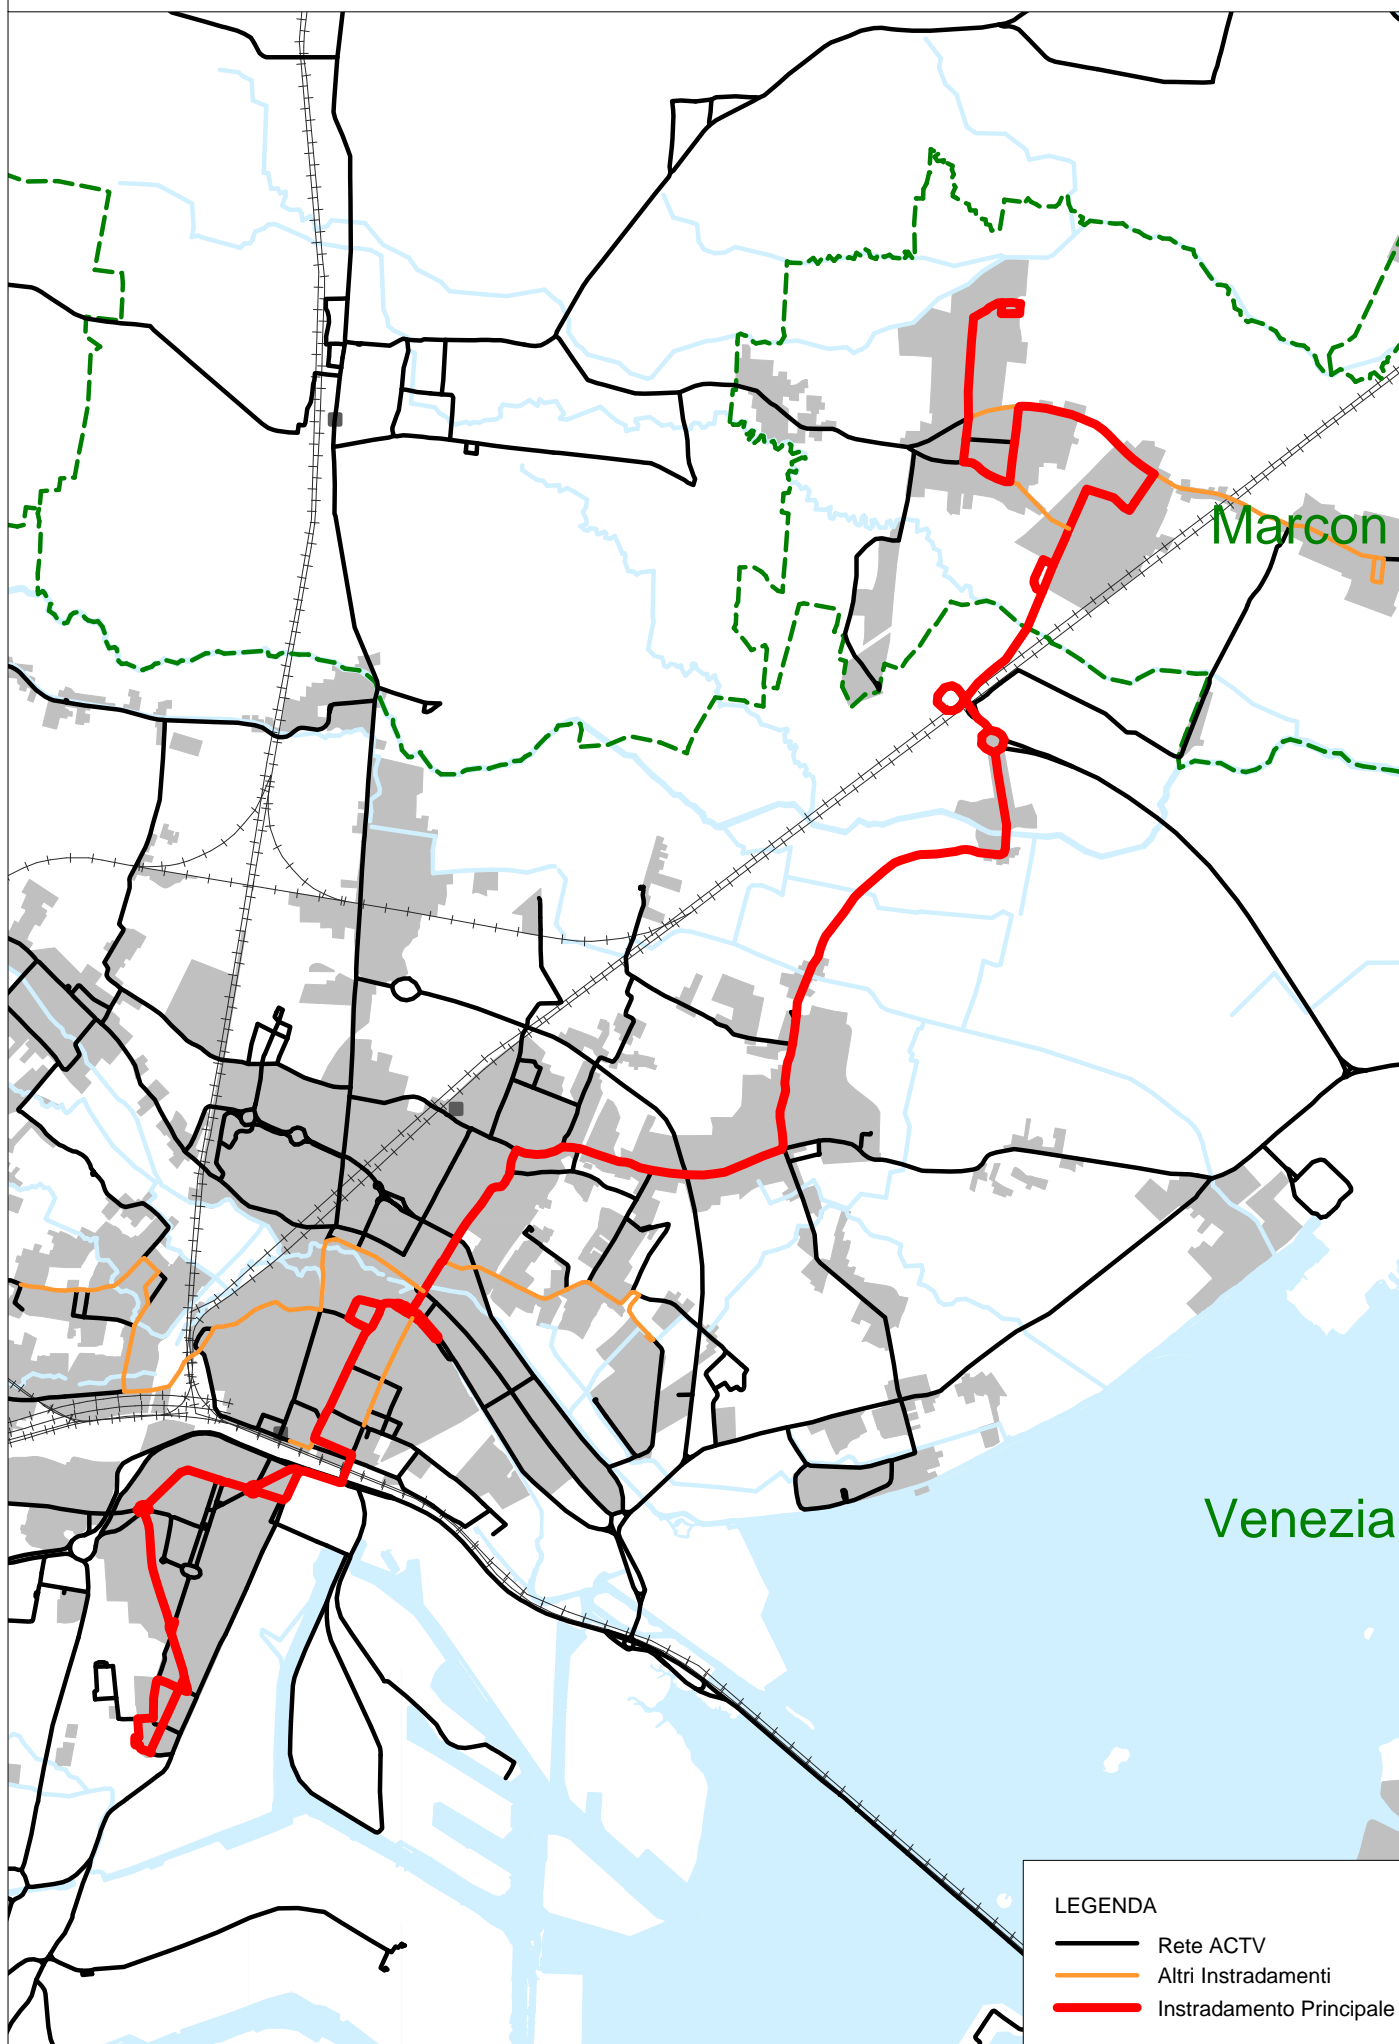 Marcon
Venezia
LEGENDA
Rete ACTV
Altri Instradamenti
Instradamento Principale